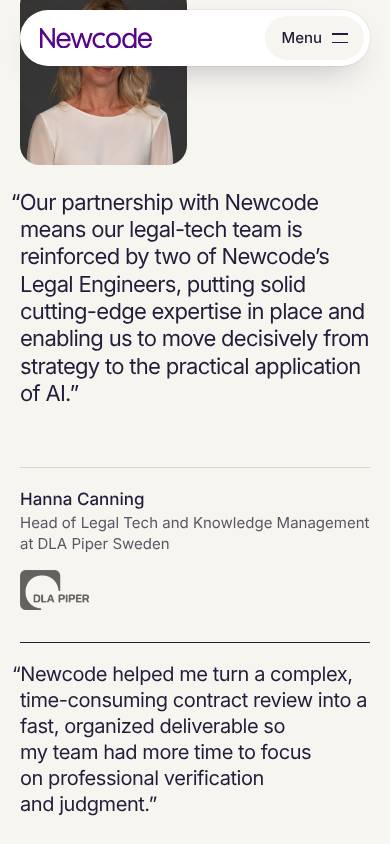 Newcode
Menu
“Our partnership with Newcode
means our legal-tech team is
reinforced by two of Newcode’s
Legal Engineers, putting solid
cutting-edge expertise in place and
enabling us to move decisively from
strategy to the practical application
of AI.”
Hanna Canning
Head of Legal Tech and Knowledge Management
at DLA Piper Sweden
DLA PIPER
“Newcode helped me turn a complex,
time-consuming contract review into a
fast, organized deliverable so
my team had more time to focus
on professional verification
and judgment.”